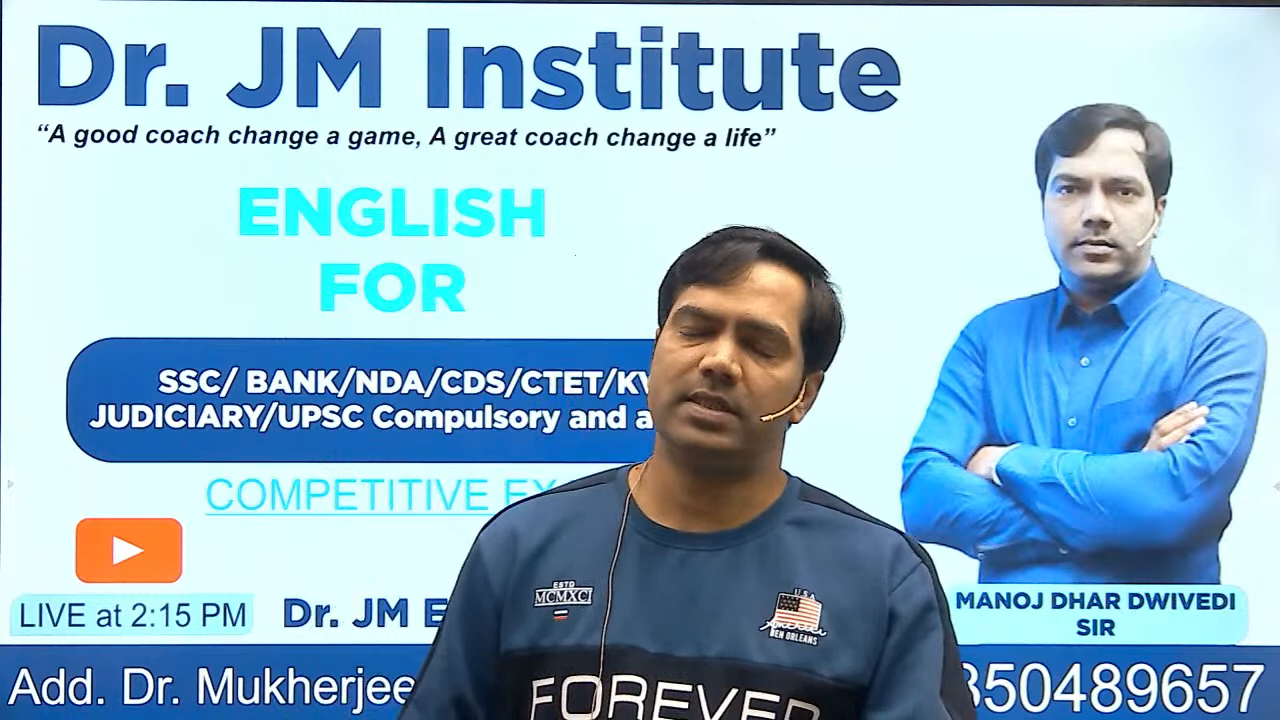 Dr. JM Institute
“A good coach change a game, A great coach change a life”
ENGLISH
FOR
SSC/ BANK/NDA/CDS/CTET/KV
JUDICIARY/UPSC Compulsory and a
COMPETITIVE EX
LIVE at 2:15 PM
Dr. JM E
MANOJ DHAR DWIVEDI
SIR
Add. Dr. Mukherjee
350489657
ESTD
MCMXCI
U.S.A
NEW ORLEANS
FOREVER